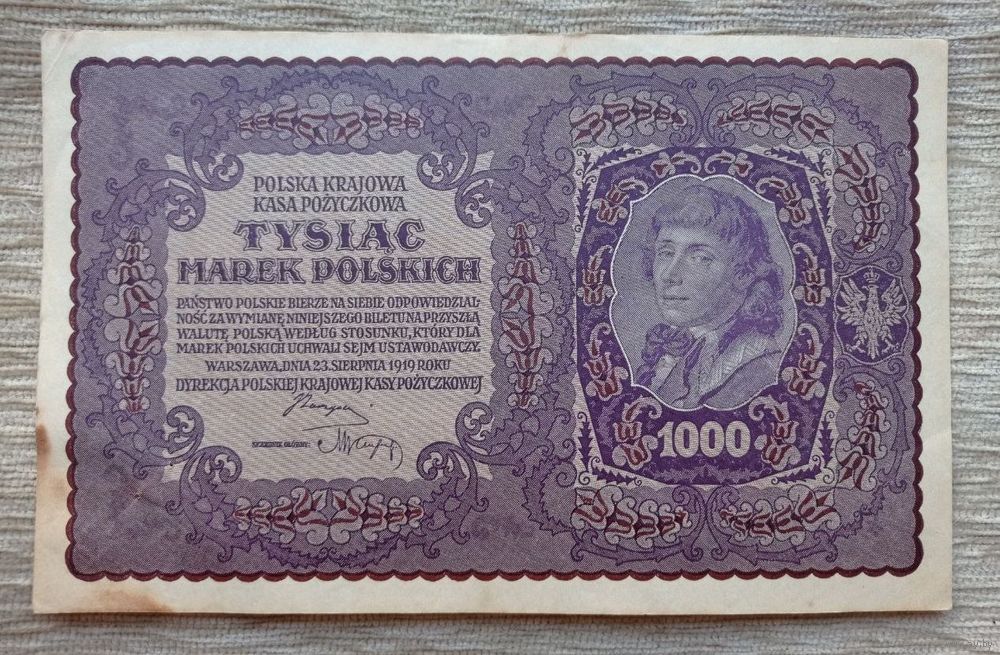 POLSKA KRAJOWA
KASA POŻYCZKOWA
TYSIĄC
MAREK POLSKICH
PAŃSTWO POLSKIE BIERZE NA SIEBIE ODPOWIEDZIAL-
NOŚĆ ZA WYMIANĘ NINIEJSZEGO BILETU NA PRZYSZŁĄ
WALUTĘ POLSKĄ WEDŁUG STOSUNKU, KTÓRY DLA
MAREK POLSKICH UCHWALI SEJM USTAWODAWCZY.
WARSZAWA, DNIA 23. SIERPNIA 1919 ROKU
DYREKCJA POLSKIEJ KRAJOWEJ KASY POŻYCZKOWEJ
SKARBNIK GŁÓWNY:
1000